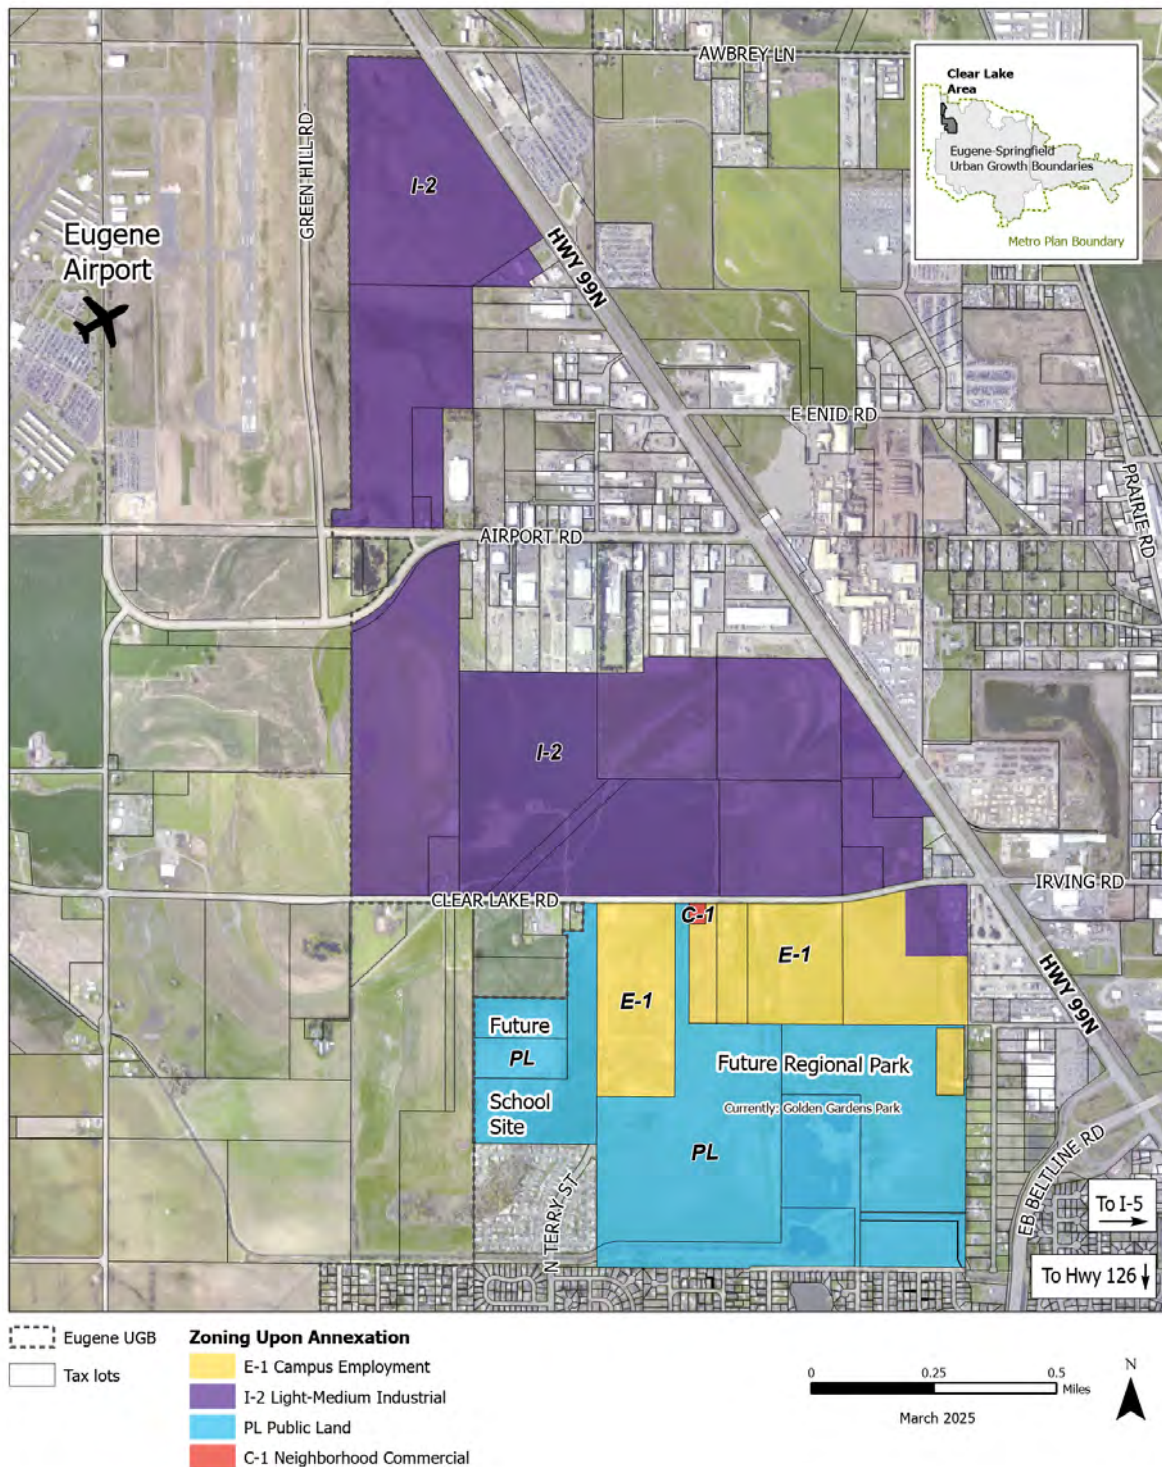 AWBREY LN
Clear Lake
Area
Eugene-Springfield
Urban Growth Boundaries
Metro Plan Boundary
GREEN HILL RD
I-2
HWY 99N
Eugene
Airport
E ENID RD
PRAIRIE RD
AIRPORT RD
I-2
CLEAR LAKE RD
IRVING RD
C-1
E-1
E-1
HWY 99N
Future
PL
School
Site
Future Regional Park
Currently: Golden Gardens Park
PL
N TERRY ST
EB BELTLINE RD
To I-5
To Hwy 126
Eugene UGB
Tax lots
Zoning Upon Annexation
E-1 Campus Employment
I-2 Light-Medium Industrial
PL Public Land
C-1 Neighborhood Commercial
0 0.25 0.5
Miles
March 2025
N